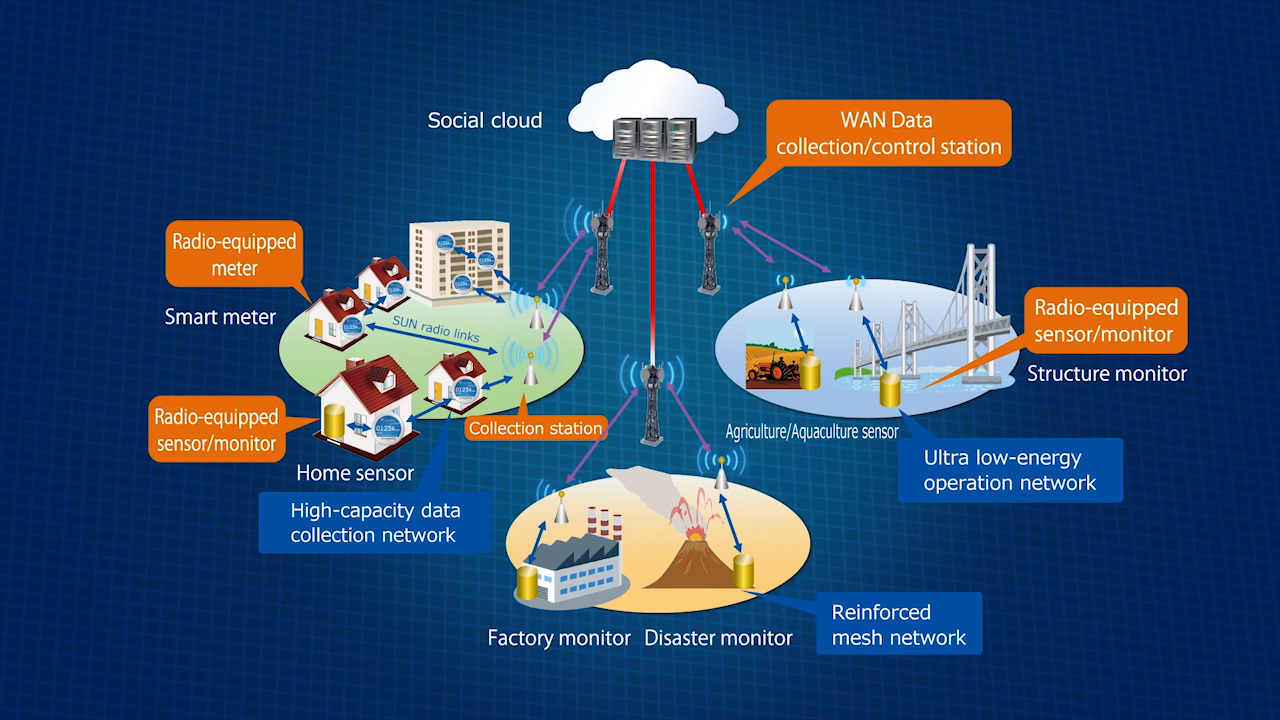 Social cloud
WAN Data
collection/control station
Radio-equipped
meter
Smart meter
SUN radio links
Radio-equipped
sensor/monitor
Structure monitor
Radio-equipped
sensor/monitor
Collection station
Agriculture/Aquaculture sensor
Home sensor
Ultra low-energy
operation network
High-capacity data
collection network
Reinforced
mesh network
Factory monitor
Disaster monitor